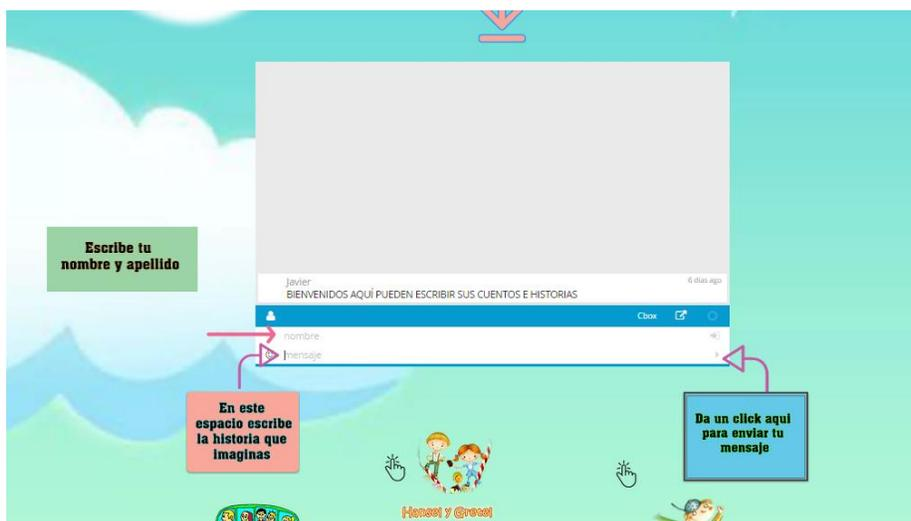 Escribe tu
nombre y apellido
Javier
6 días ago
BIENVENIDOS AQUÍ PUEDEN ESCRIBIR SUS CUENTOS E HISTORIAS
Cbox
nombre
mensaje
En este
espacio escribe
la historia que
imaginas
Da un click aqui
para enviar tu
mensaje
Hansel y Gretel